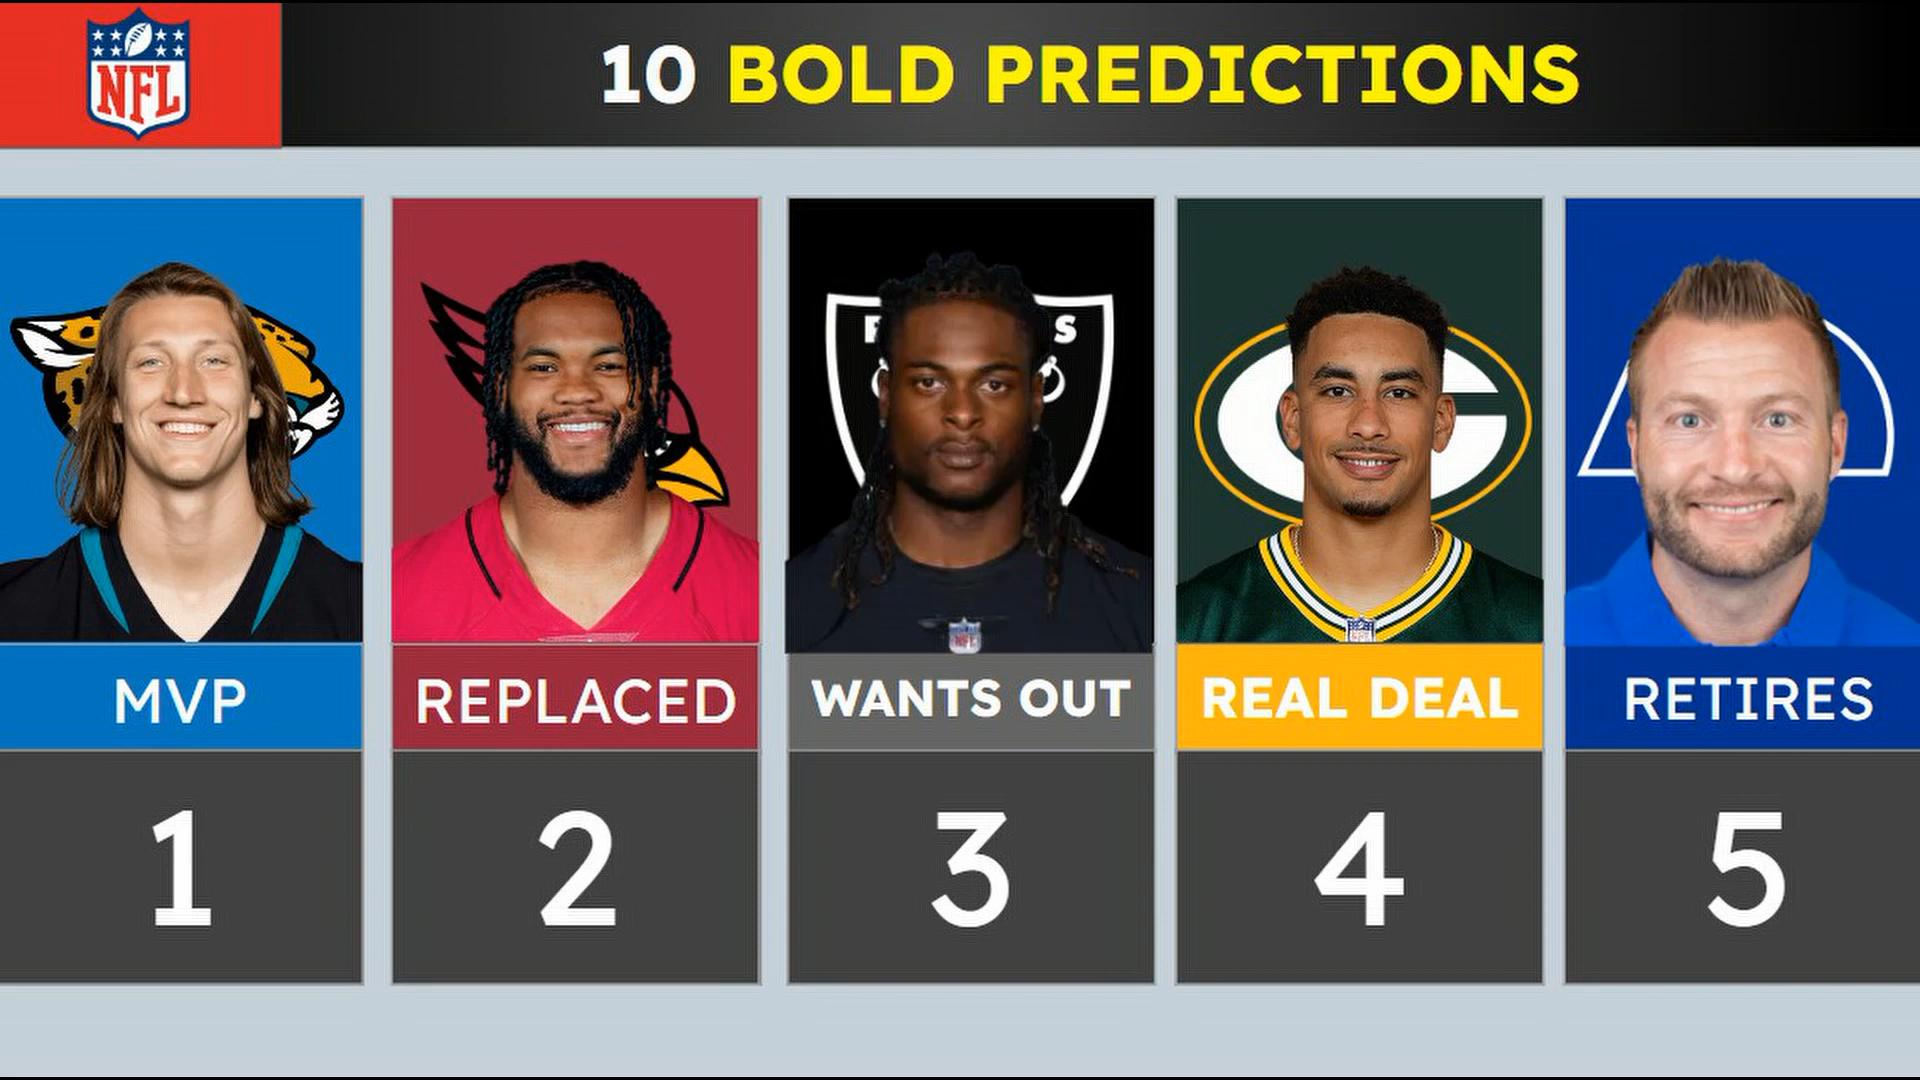 NFL
10 BOLD PREDICTIONS
MVP
REPLACED
WANTS OUT
REAL DEAL
RETIRES
1
2
3
4
5